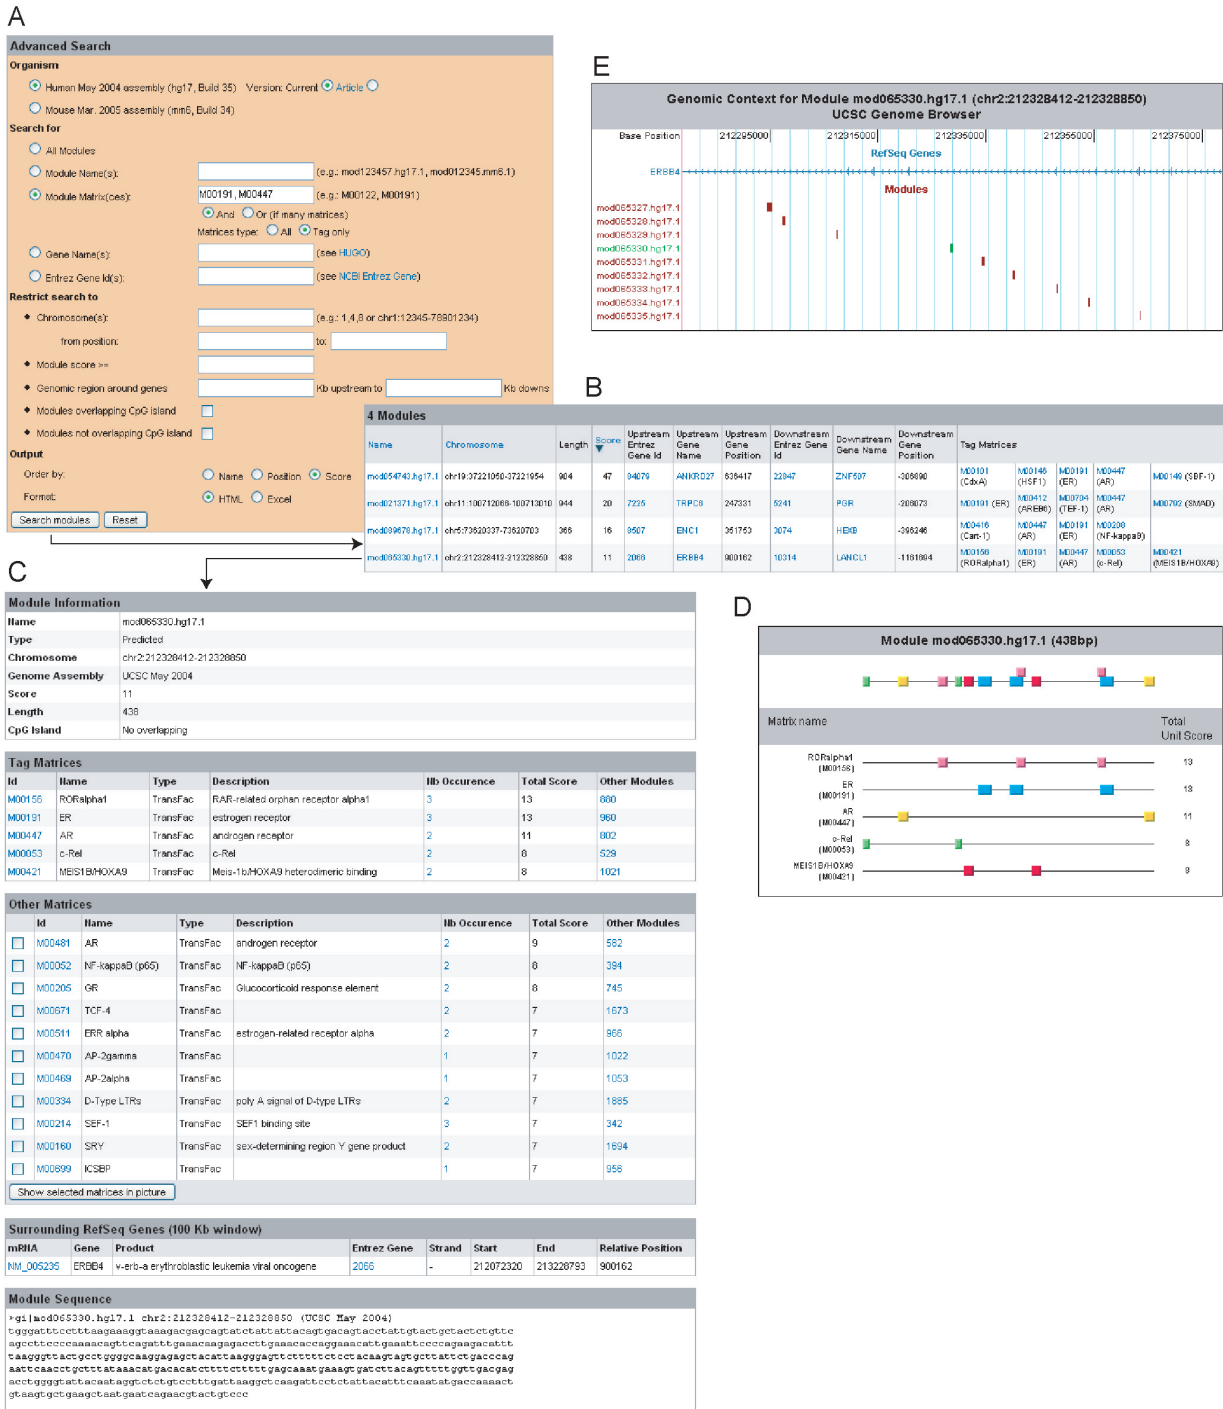 A
Advanced Search
Organism
Human May 2004 assembly (hg17, Build 35) Version: Current Article
Mouse Mar. 2005 assembly (mm6, Build 34)
Search for
All Modules
Module Name(s): (e.g.: mod123457.hg17.1, mod012345.mm6.1)
Module Matrix(ces): M00191, M00447 (e.g.: M00122, M00191)
And Or (if many matrices)
Matrices type: All Tag only
Gene Name(s): (see HUGO)
Entrez Gene Id(s): (see NCBI Entrez Gene)
Restrict search to
Chromosome(s): (e.g.: 1,4,8 or chr1:12345-78901234)
from position: to:
Module score >=
Genomic region around genes Kb upstream to Kb downs
Modules overlapping CpG island
Modules not overlapping CpG island
Output
Order by: Name Position Score
Format: HTML Excel
Search modules Reset
E
Genomic Context for Module mod065330.hg17.1 (chr2:212328412-212328850)
UCSC Genome Browser
Base Position 212295000 212315000 212335000 212355000 212375000
RefSeq Genes
ERBB4
Modules
mod065327.hg17.1
mod065328.hg17.1
mod065329.hg17.1
mod065330.hg17.1
mod065331.hg17.1
mod065332.hg17.1
mod065333.hg17.1
mod065334.hg17.1
mod065335.hg17.1
B
4 Modules
Name Chromosome Length Score Upstream Entrez Gene Id Upstream Gene Name Upstream Gene Position Downstream Entrez Gene Id Downstream Gene Name Downstream Gene Position Tag Matrices
mod054743.hg17.1 chr19:37221050-37221954 904 47 84079 ANKRD27 636417 22847 ZNF507 -306890 M00101 (CdxA) M00146 (HSF1) M00191 (ER) M00447 (AR) M00149 (SBF-1)
mod021371.hg17.1 chr11:100712066-100713010 944 20 7225 TRPC6 247331 5241 PGR -206073 M00191 (ER) M00412 (AREB6) M00704 (TEF-1) M00447 (AR) M00792 (SMAD)
mod089678.hg17.1 chr5:73620337-73620703 366 16 8507 ENC1 351753 3074 HEXB -396246 M00416 (Cart-1) M00447 (AR) M00191 (ER) M00208 (NF-kappaB)
mod065330.hg17.1 chr2:212328412-212328850 438 11 2066 ERBB4 900162 10314 LANCL1 -1161694 M00156 (RORalpha1) M00191 (ER) M00447 (AR) M00053 (c-Rel) M00421 (MEIS1B/HOXA9)
C
Module Information
Name mod065330.hg17.1
Type Predicted
Chromosome chr2:212328412-212328850
Genome Assembly UCSC May 2004
Score 11
Length 438
CpG Island No overlapping
Tag Matrices
Id Name Type Description Nb Occurence Total Score Other Modules
M00156 RORalpha1 TransFac RAR-related orphan receptor alpha1 3 13 880
M00191 ER TransFac estrogen receptor 3 13 960
M00447 AR TransFac androgen receptor 2 11 802
M00053 c-Rel TransFac c-Rel 2 8 529
M00421 MEIS1B/HOXA9 TransFac Meis-1b/HOXA9 heterodimeric binding 2 8 1021
Other Matrices
Id Name Type Description Nb Occurence Total Score Other Modules
M00481 AR TransFac androgen receptor 2 9 582
M00052 NF-kappaB (p65) TransFac NF-kappaB (p65) 2 8 394
M00205 GR TransFac Glucocorticoid response element 2 8 745
M00671 TCF-4 TransFac 2 7 1673
M00511 ERR alpha TransFac estrogen-related receptor alpha 2 7 966
M00470 AP-2gamma TransFac 1 7 1022
M00469 AP-2alpha TransFac 1 7 1053
M00334 D-Type LTRs TransFac poly A signal of D-type LTRs 2 7 1885
M00214 SEF-1 TransFac SEF1 binding site 3 7 342
M00160 SRY TransFac sex-determining region Y gene product 2 7 1694
M00699 ICSBP TransFac 1 7 956
Show selected matrices in picture
Surrounding RefSeq Genes (100 Kb window)
mRNA Gene Product Entrez Gene Strand Start End Relative Position
NM_005235 ERBB4 v-erb-a erythroblastic leukemia viral oncogene 2066 - 212072320 213228793 900162
Module Sequence
>gi|mod065330.hg17.1 chr2:212328412-212328850 (UCSC May 2004)
D
Module mod065330.hg17.1 (438bp)
Matrix name Total Unit Score
RORalpha1 (M00156) 13
ER (M00191) 13
AR (M00447) 11
c-Rel (M00053) 8
MEIS1B/HOXA9 (M00421) 8